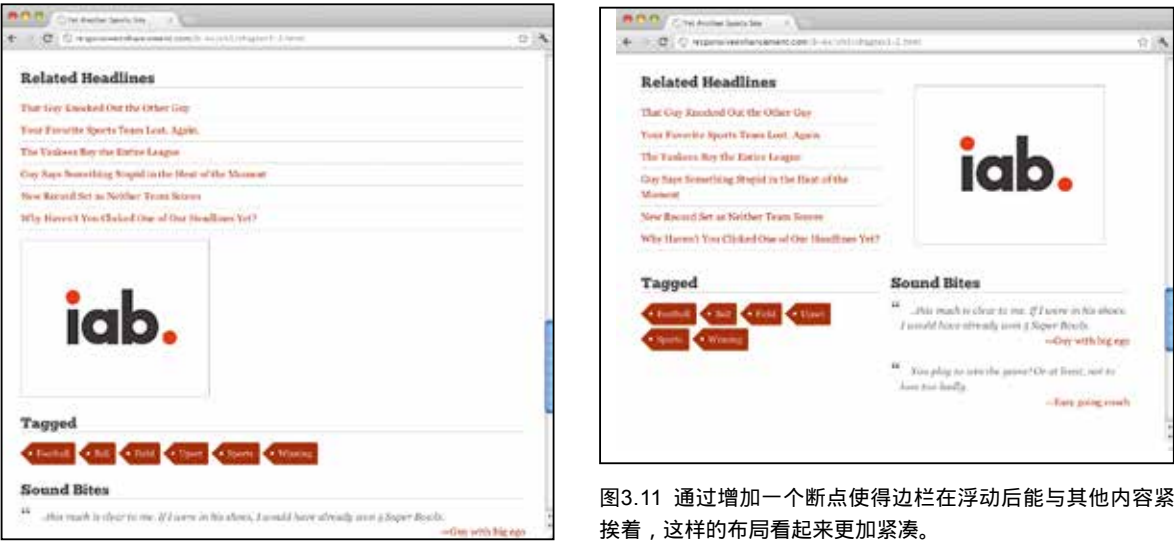 Yet Another Sports Site
Related Headlines
That Guy Knocked Out the Other Guy
Your Favorite Sports Team Lost. Again.
The Yankees Buy the Entire League
Guy Says Something Stupid in the Heat of the Moment
New Record Set as Neither Team Scores
Why Haven't You Clicked One of Our Headlines Yet?
iab.
Tagged
Football Ball Field Upset Sports Winning
Sound Bites
“ ...this much is clear to me. If I were in his shoes, I would have already won 5 Super Bowls.
—Guy with big ego
Yet Another Sports Site
Related Headlines
That Guy Knocked Out the Other Guy
Your Favorite Sports Team Lost. Again.
The Yankees Buy the Entire League
Guy Says Something Stupid in the Heat of the
Moment
New Record Set as Neither Team Scores
Why Haven't You Clicked One of Our Headlines Yet?
iab.
Tagged
Football Ball Field Upset
Sports Winning
Sound Bites
“ ...this much is clear to me. If I were in his shoes,
I would have already won 5 Super Bowls.
—Guy with big ego
“ You play to win the game? Or at least, not to
lose too badly.
—Easy going coach
图3.11 通过增加一个断点使得边栏在浮动后能与其他内容紧
挨着，这样的布局看起来更加紧凑。